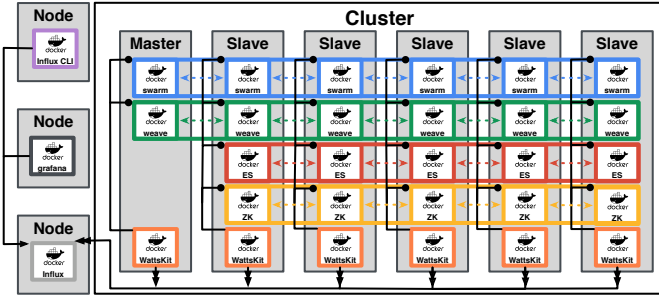 Cluster
Node
docker
Influx CLI
Node
docker
grafana
Node
docker
Influx
Master Slave Slave Slave Slave Slave
docker docker docker docker docker docker
swarm swarm swarm swarm swarm swarm
docker docker docker docker docker docker
weave weave weave weave weave weave
docker docker docker docker docker
ES ES ES ES ES
docker docker docker docker docker
ZK ZK ZK ZK ZK
docker docker docker docker docker docker
WattsKit WattsKit WattsKit WattsKit WattsKit WattsKit